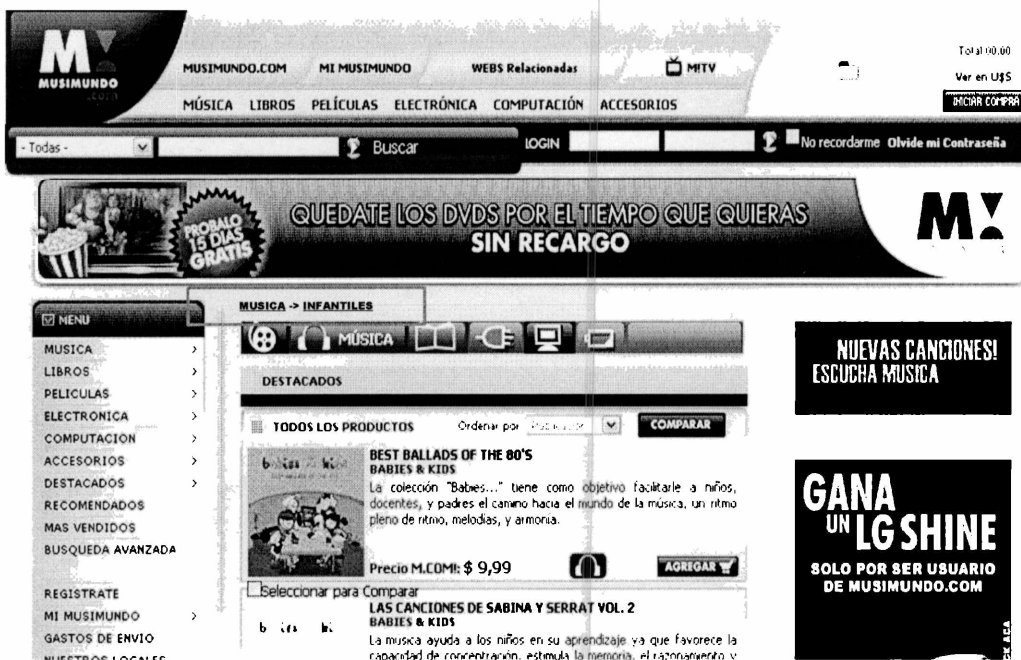 M
MUSIMUNDO
.com
MUSIMUNDO.COM
MI MUSIMUNDO
WEBS Relacionadas
M!TV
MÚSICA LIBROS PELÍCULAS ELECTRÓNICA COMPUTACIÓN ACCESORIOS
Total 00.00
Ver en U$S
INICIAR COMPRA
- Todas -
Buscar
LOGIN
No recordarme Olvide mi Contraseña
PROBALO
15 DIAS
GRATIS
QUEDATE LOS DVDS POR EL TIEMPO QUE QUIERAS
SIN RECARGO
M
MENU
MUSICA
LIBROS
PELICULAS
ELECTRONICA
COMPUTACION
ACCESORIOS
DESTACADOS
RECOMENDADOS
MAS VENDIDOS
BUSQUEDA AVANZADA
REGISTRATE
MI MUSIMUNDO
GASTOS DE ENVIO
NUESTROS LOCALES
MUSICA -> INFANTILES
MÚSICA
DESTACADOS
TODOS LOS PRODUCTOS
Ordenar por
COMPARAR
BEST BALLADS OF THE 80'S
BABIES & KIDS
La colección "Babies..." tiene como objetivo facilitarle a niños,
docentes, y padres el camino hacia el mundo de la música, un ritmo
pleno de ritmo, melodías, y armonia.
Precio M.COM!: $ 9,99
AGREGAR
Seleccionar para Comparar
LAS CANCIONES DE SABINA Y SERRAT VOL. 2
BABIES & KIDS
La musica ayuda a los niños en su aprendizaje ya que favorece la
capacidad de concentración, estimula la memoria, el razonamiento y
NUEVAS CANCIONES!
ESCUCHA MUSICA
GANA
UN LG SHINE
SOLO POR SER USUARIO
DE MUSIMUNDO.COM